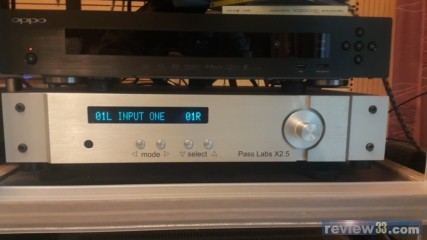 oppo
01L INPUT ONE 01R
◁ mode ▷ ▽ select △
Pass Labs X2.5
review33.com